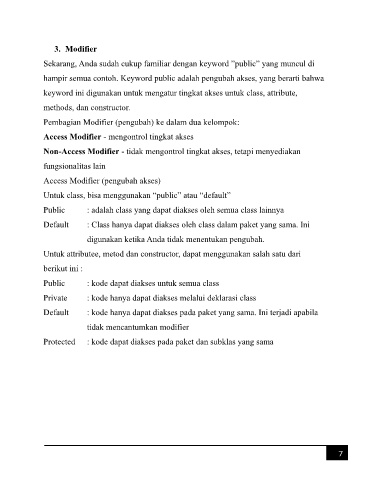 3. Modifier
Sekarang, Anda sudah cukup familiar dengan keyword "public" yang muncul di
hampir semua contoh. Keyword public adalah pengubah akses, yang berarti bahwa
keyword ini digunakan untuk mengatur tingkat akses untuk class, attribute,
methods, dan constructor.
Pembagian Modifier (pengubah) ke dalam dua kelompok:
Access Modifier - mengontrol tingkat akses
Non-Access Modifier - tidak mengontrol tingkat akses, tetapi menyediakan
fungsionalitas lain
Access Modifier (pengubah akses)
Untuk class, bisa menggunakan "public" atau "default"
Public : adalah class yang dapat diakses oleh semua class lainnya
Default : Class hanya dapat diakses oleh class dalam paket yang sama. Ini
digunakan ketika Anda tidak menentukan pengubah.
Untuk attributee, metod dan constructor, dapat menggunakan salah satu dari
berikut ini :
Public : kode dapat diakses untuk semua class
Private : kode hanya dapat diakses melalui deklarasi class
Default : kode hanya dapat diakses pada paket yang sama. Ini terjadi apabila
tidak mencantumkan modifier
Protected : kode dapat diakses pada paket dan subklas yang sama
7